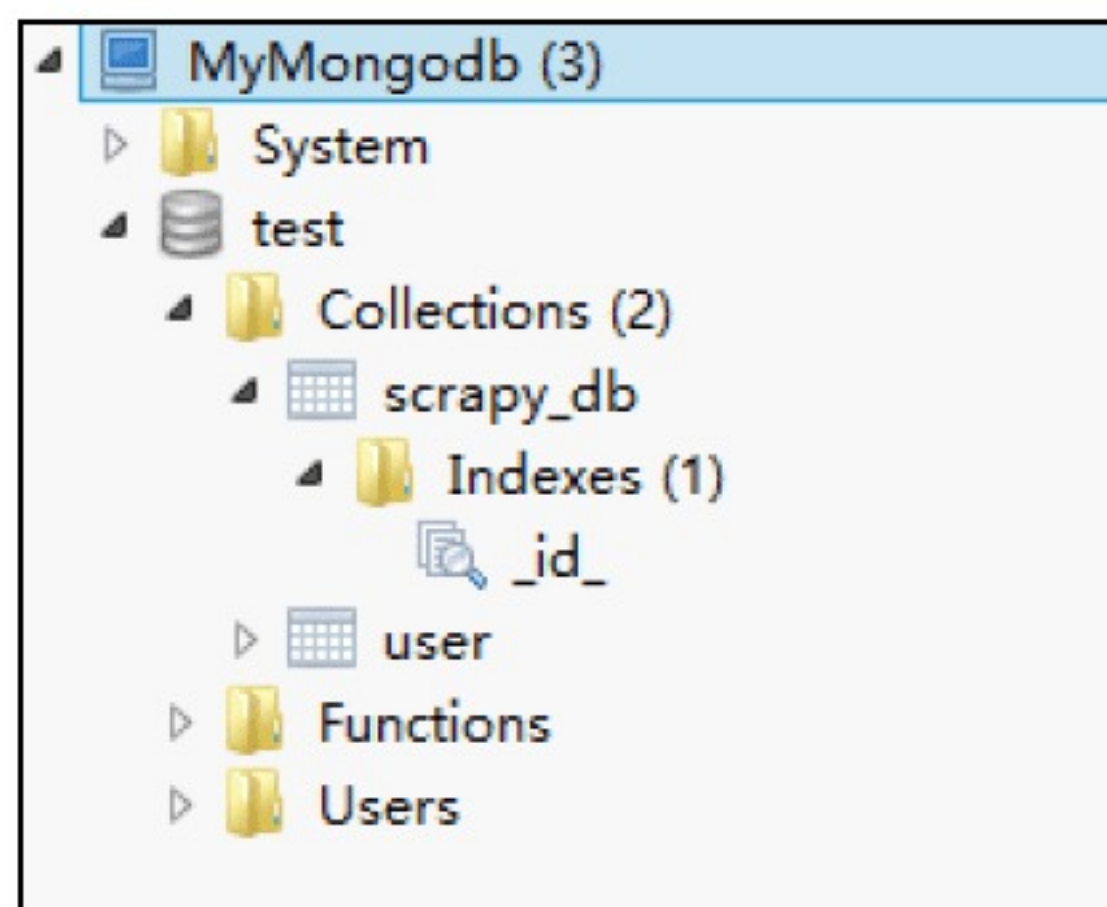 MyMongodb (3)
System
test
Collections (2)
scrapy_db
Indexes (1)
_id_
user
Functions
Users